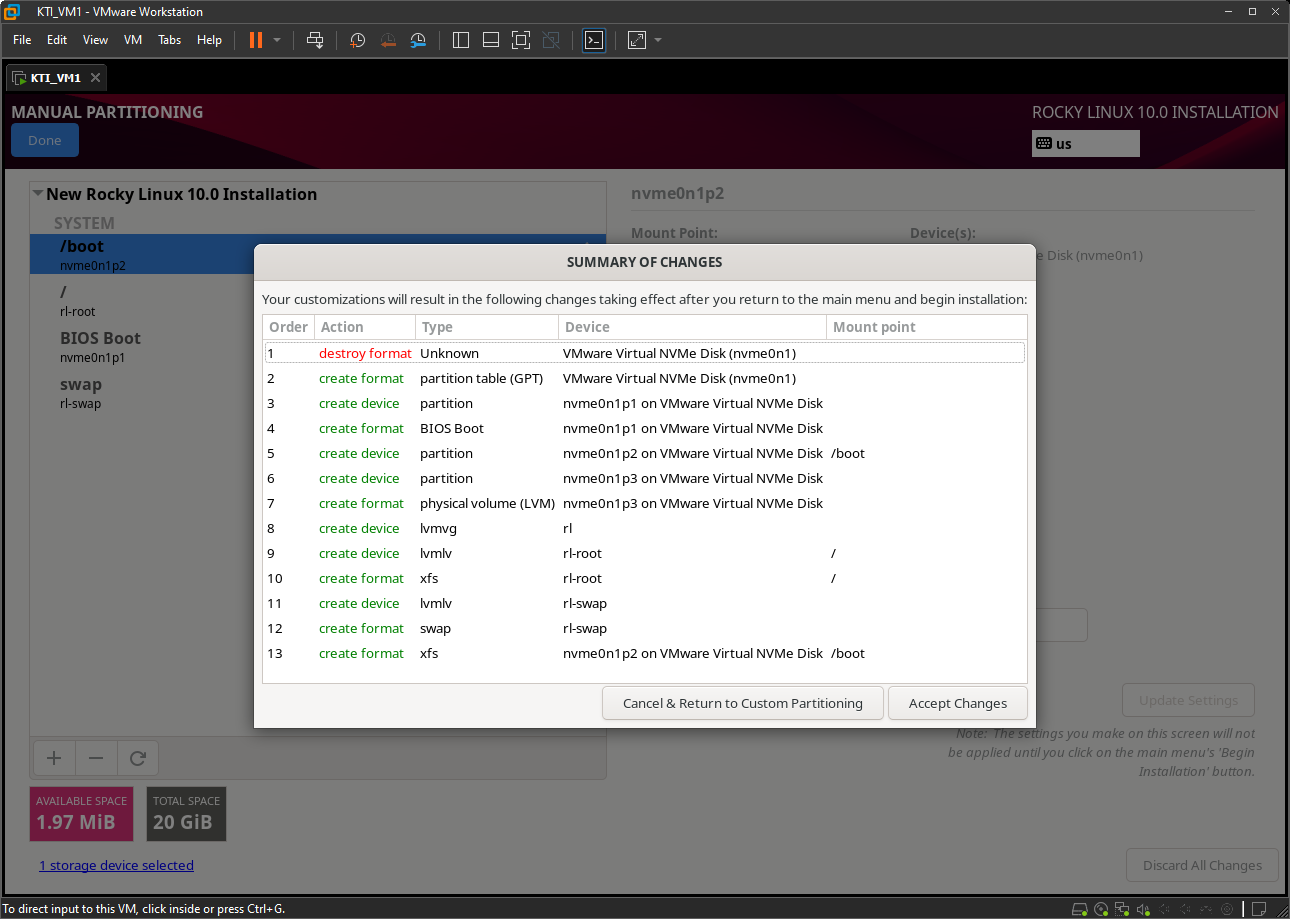 KTI_VM1 - VMware Workstation
File Edit View VM Tabs Help
KTI_VM1
MANUAL PARTITIONING
ROCKY LINUX 10.0 INSTALLATION
Done
us
New Rocky Linux 10.0 Installation
SYSTEM
/boot
nvme0n1p2
/
rl-root
BIOS Boot
nvme0n1p1
swap
rl-swap
nvme0n1p2
Mount Point: Device(s):
e Disk (nvme0n1)
SUMMARY OF CHANGES
Your customizations will result in the following changes taking effect after you return to the main menu and begin installation:
Order Action Type Device Mount point
1 destroy format Unknown VMware Virtual NVMe Disk (nvme0n1)
2 create format partition table (GPT) VMware Virtual NVMe Disk (nvme0n1)
3 create device partition nvme0n1p1 on VMware Virtual NVMe Disk
4 create format BIOS Boot nvme0n1p1 on VMware Virtual NVMe Disk
5 create device partition nvme0n1p2 on VMware Virtual NVMe Disk /boot
6 create device partition nvme0n1p3 on VMware Virtual NVMe Disk
7 create format physical volume (LVM) nvme0n1p3 on VMware Virtual NVMe Disk
8 create device lvmvg rl
9 create device lvmlv rl-root /
10 create format xfs rl-root /
11 create device lvmlv rl-swap
12 create format swap rl-swap
13 create format xfs nvme0n1p2 on VMware Virtual NVMe Disk /boot
Cancel & Return to Custom Partitioning
Accept Changes
Update Settings
Note: The settings you make on this screen will not
be applied until you click on the main menu's 'Begin
Installation' button.
AVAILABLE SPACE
1.97 MiB
TOTAL SPACE
20 GiB
1 storage device selected
Discard All Changes
To direct input to this VM, click inside or press Ctrl+G.